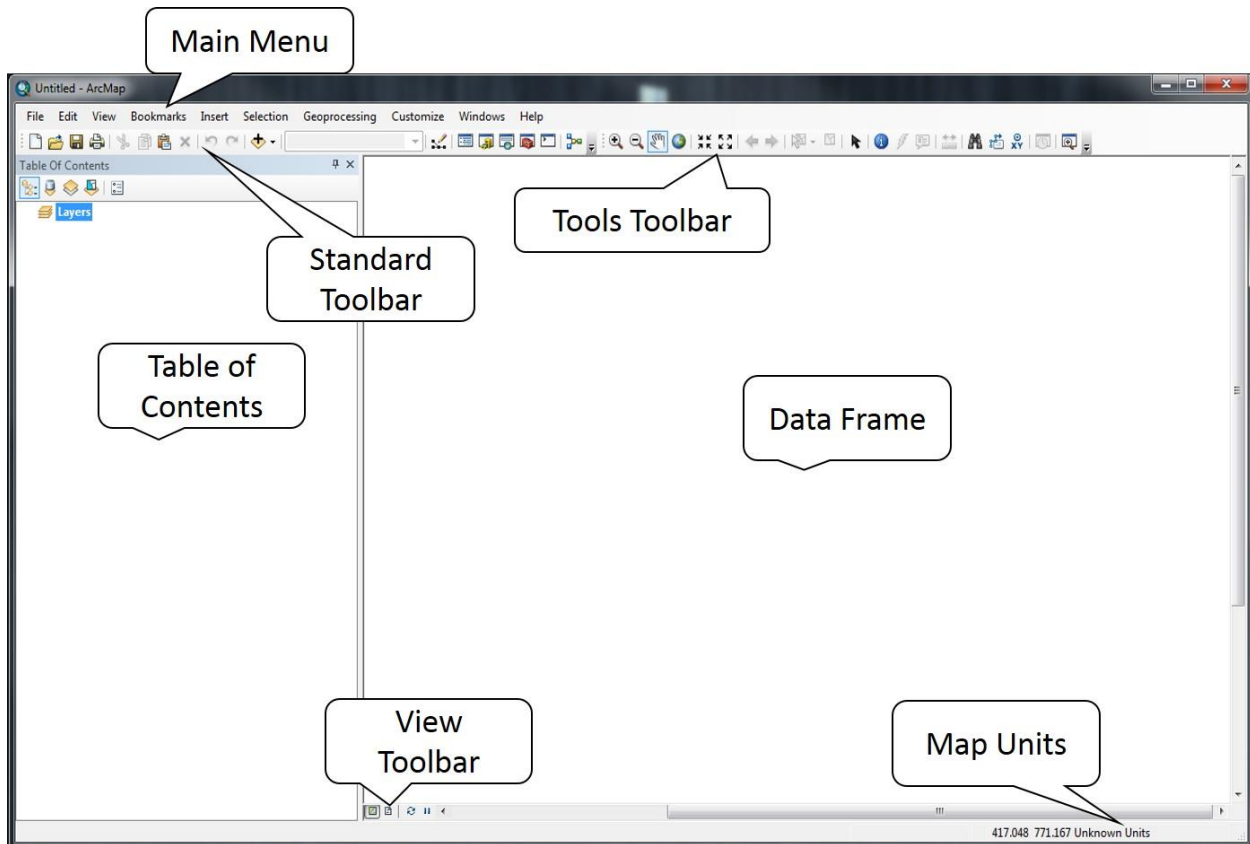 Main Menu
Untitled - ArcMap
File Edit View Bookmarks Insert Selection Geoprocessing Customize Windows Help
Table Of Contents
Layers
Tools Toolbar
Standard
Toolbar
Table of
Contents
Data Frame
View
Toolbar
Map Units
417.048 771.167 Unknown Units